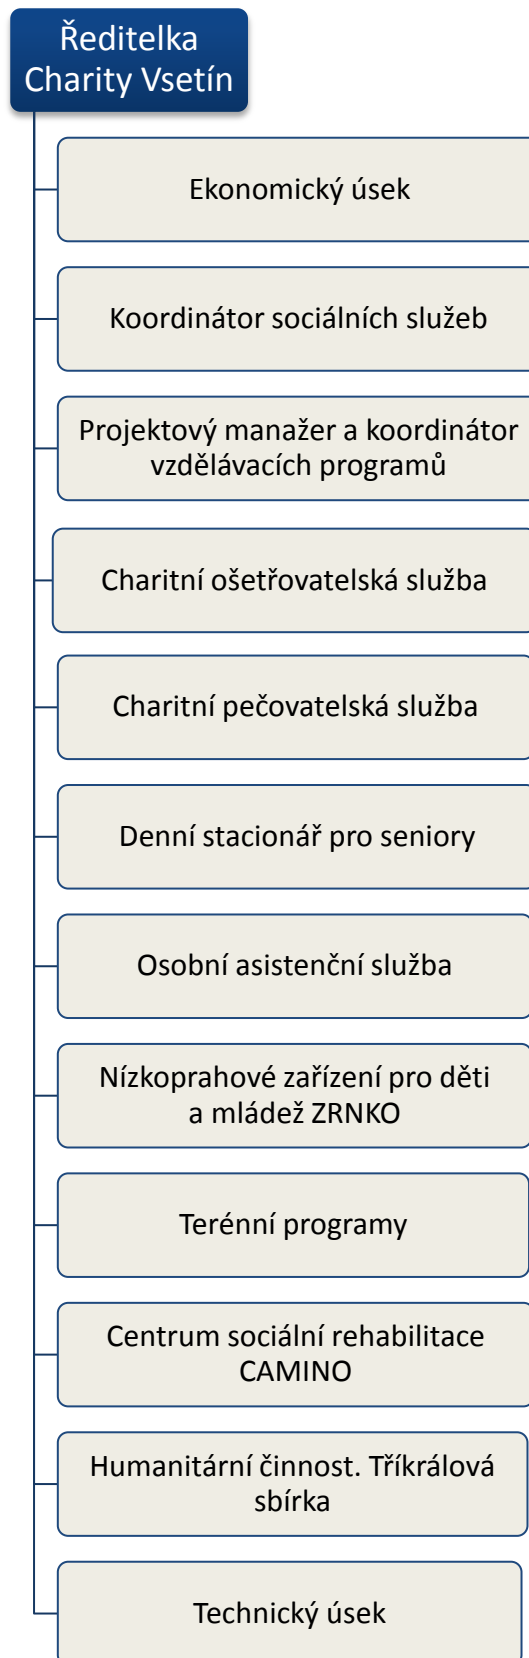 Ředitelka
Charity Vsetín
Ekonomický úsek
Koordinátor sociálních služeb
Projektový manažer a koordinátor
vzdělávacích programů
Charitní ošetřovatelská služba
Charitní pečovatelská služba
Denní stacionář pro seniory
Osobní asistenční služba
Nízkoprahové zařízení pro děti
a mládež ZRNKO
Terénní programy
Centrum sociální rehabilitace
CAMINO
Humanitární činnost. Tříkrálová
sbírka
Technický úsek